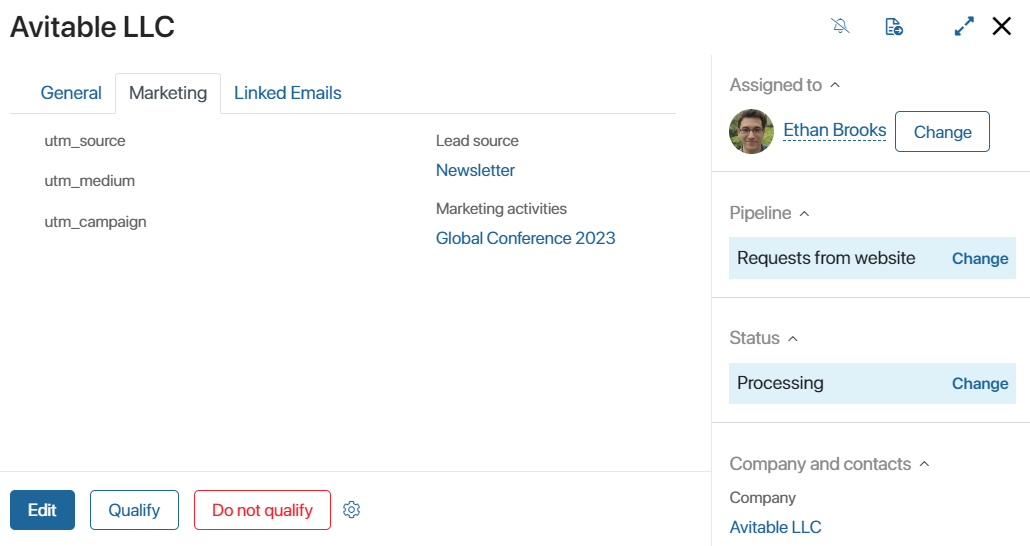 Avitable LLC
General Marketing Linked Emails
utm_source
utm_medium
utm_campaign
Lead source
Newsletter
Marketing activities
Global Conference 2023
Edit Qualify Do not qualify
Assigned to
Ethan Brooks Change
Pipeline
Requests from website Change
Status
Processing Change
Company and contacts
Company
Avitable LLC